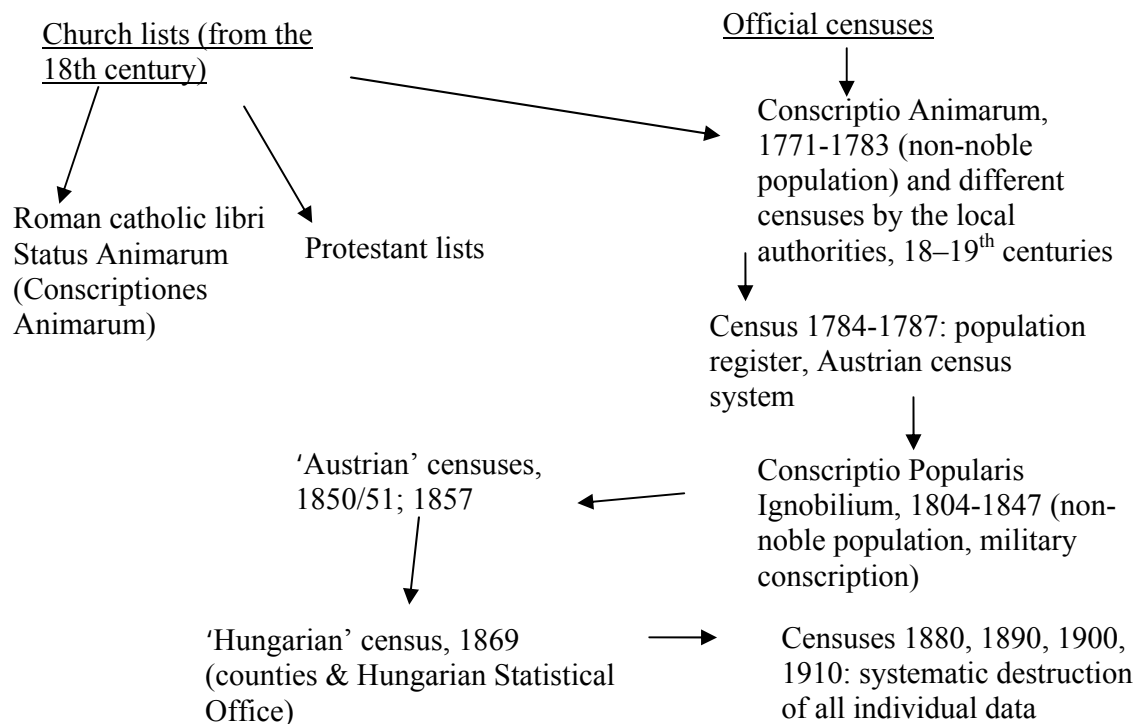 Church lists (from the
18th century)
Official censuses
Conscriptio Animarum,
1771-1783 (non-noble
population) and different
censuses by the local
authorities, 18–19th centuries
Roman catholic libri
Status Animarum
(Conscriptiones
Animarum)
Protestant lists
Census 1784-1787: population
register, Austrian census
system
Conscriptio Popularis
Ignobilium, 1804-1847 (non-
noble population, military
conscription)
‘Austrian’ censuses,
1850/51; 1857
‘Hungarian’ census, 1869
(counties & Hungarian Statistical
Office)
Censuses 1880, 1890, 1900,
1910: systematic destruction
of all individual data